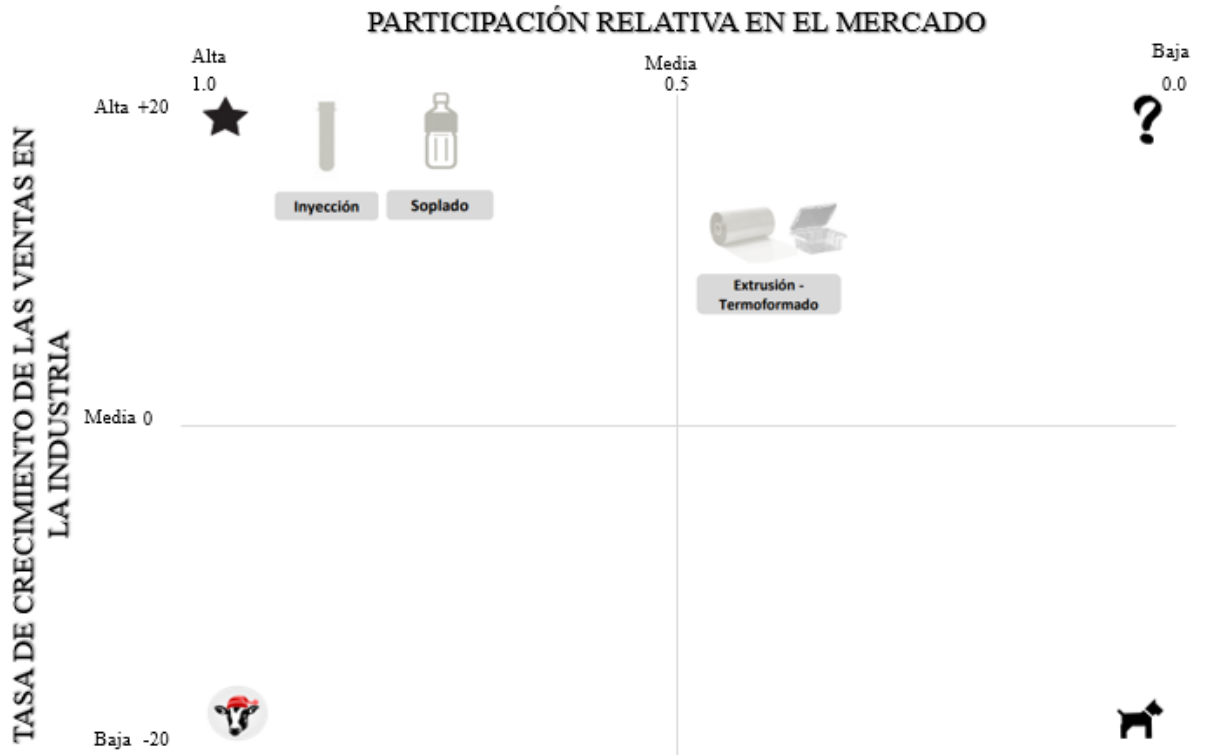 PARTICIPACIÓN RELATIVA EN EL MERCADO
Alta
Media
Baja
1.0
0.5
0.0
Alta +20
?
Inyección
Soplado
Extrusión -
Termoformado
TASA DE CRECIMIENTO DE LAS VENTAS EN
LA INDUSTRIA
Media 0
Baja -20